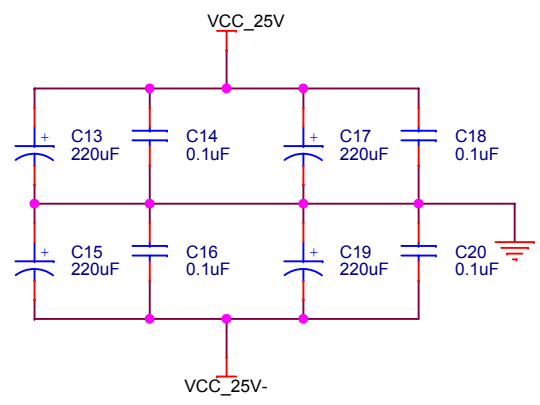 VCC_25V
+
C13
220uF
C14
0.1uF
+
C17
220uF
C18
0.1uF
+
C15
220uF
C16
0.1uF
+
C19
220uF
C20
0.1uF
VCC_25V-